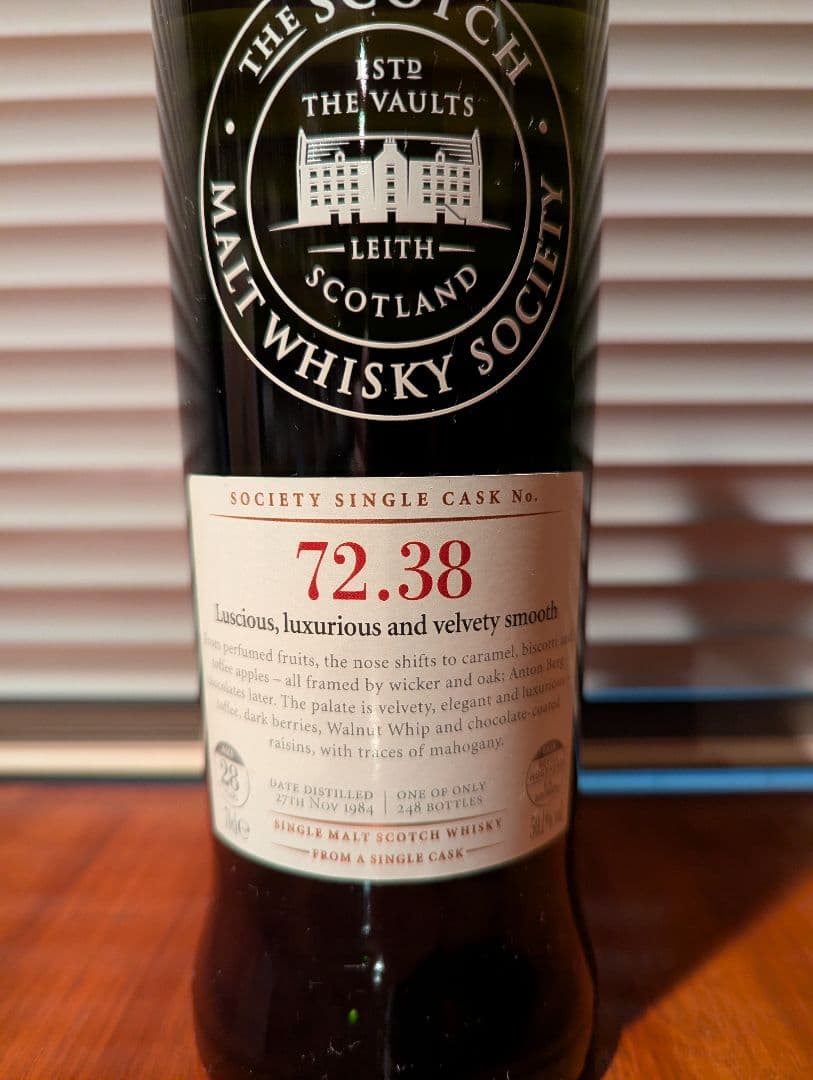 THE SCOTCH
ESTD
THE VAULTS
LEITH
SCOTLAND
MALT WHISKY SOCIETY
SOCIETY SINGLE CASK No.
72.38
Luscious, luxurious and velvety smooth
perfumed fruits, the nose shifts to caramel, biscotti and
toffee apples – all framed by wicker and oak; Anton Berg
chocolates later. The palate is velvety, elegant and luxurious –
toffee, dark berries, Walnut Whip and chocolate-coated
raisins, with traces of mahogany.
AGED
28
DATE DISTILLED
27TH NOV 1984
ONE OF ONLY
248 BOTTLES
SINGLE MALT SCOTCH WHISKY
FROM A SINGLE CASK